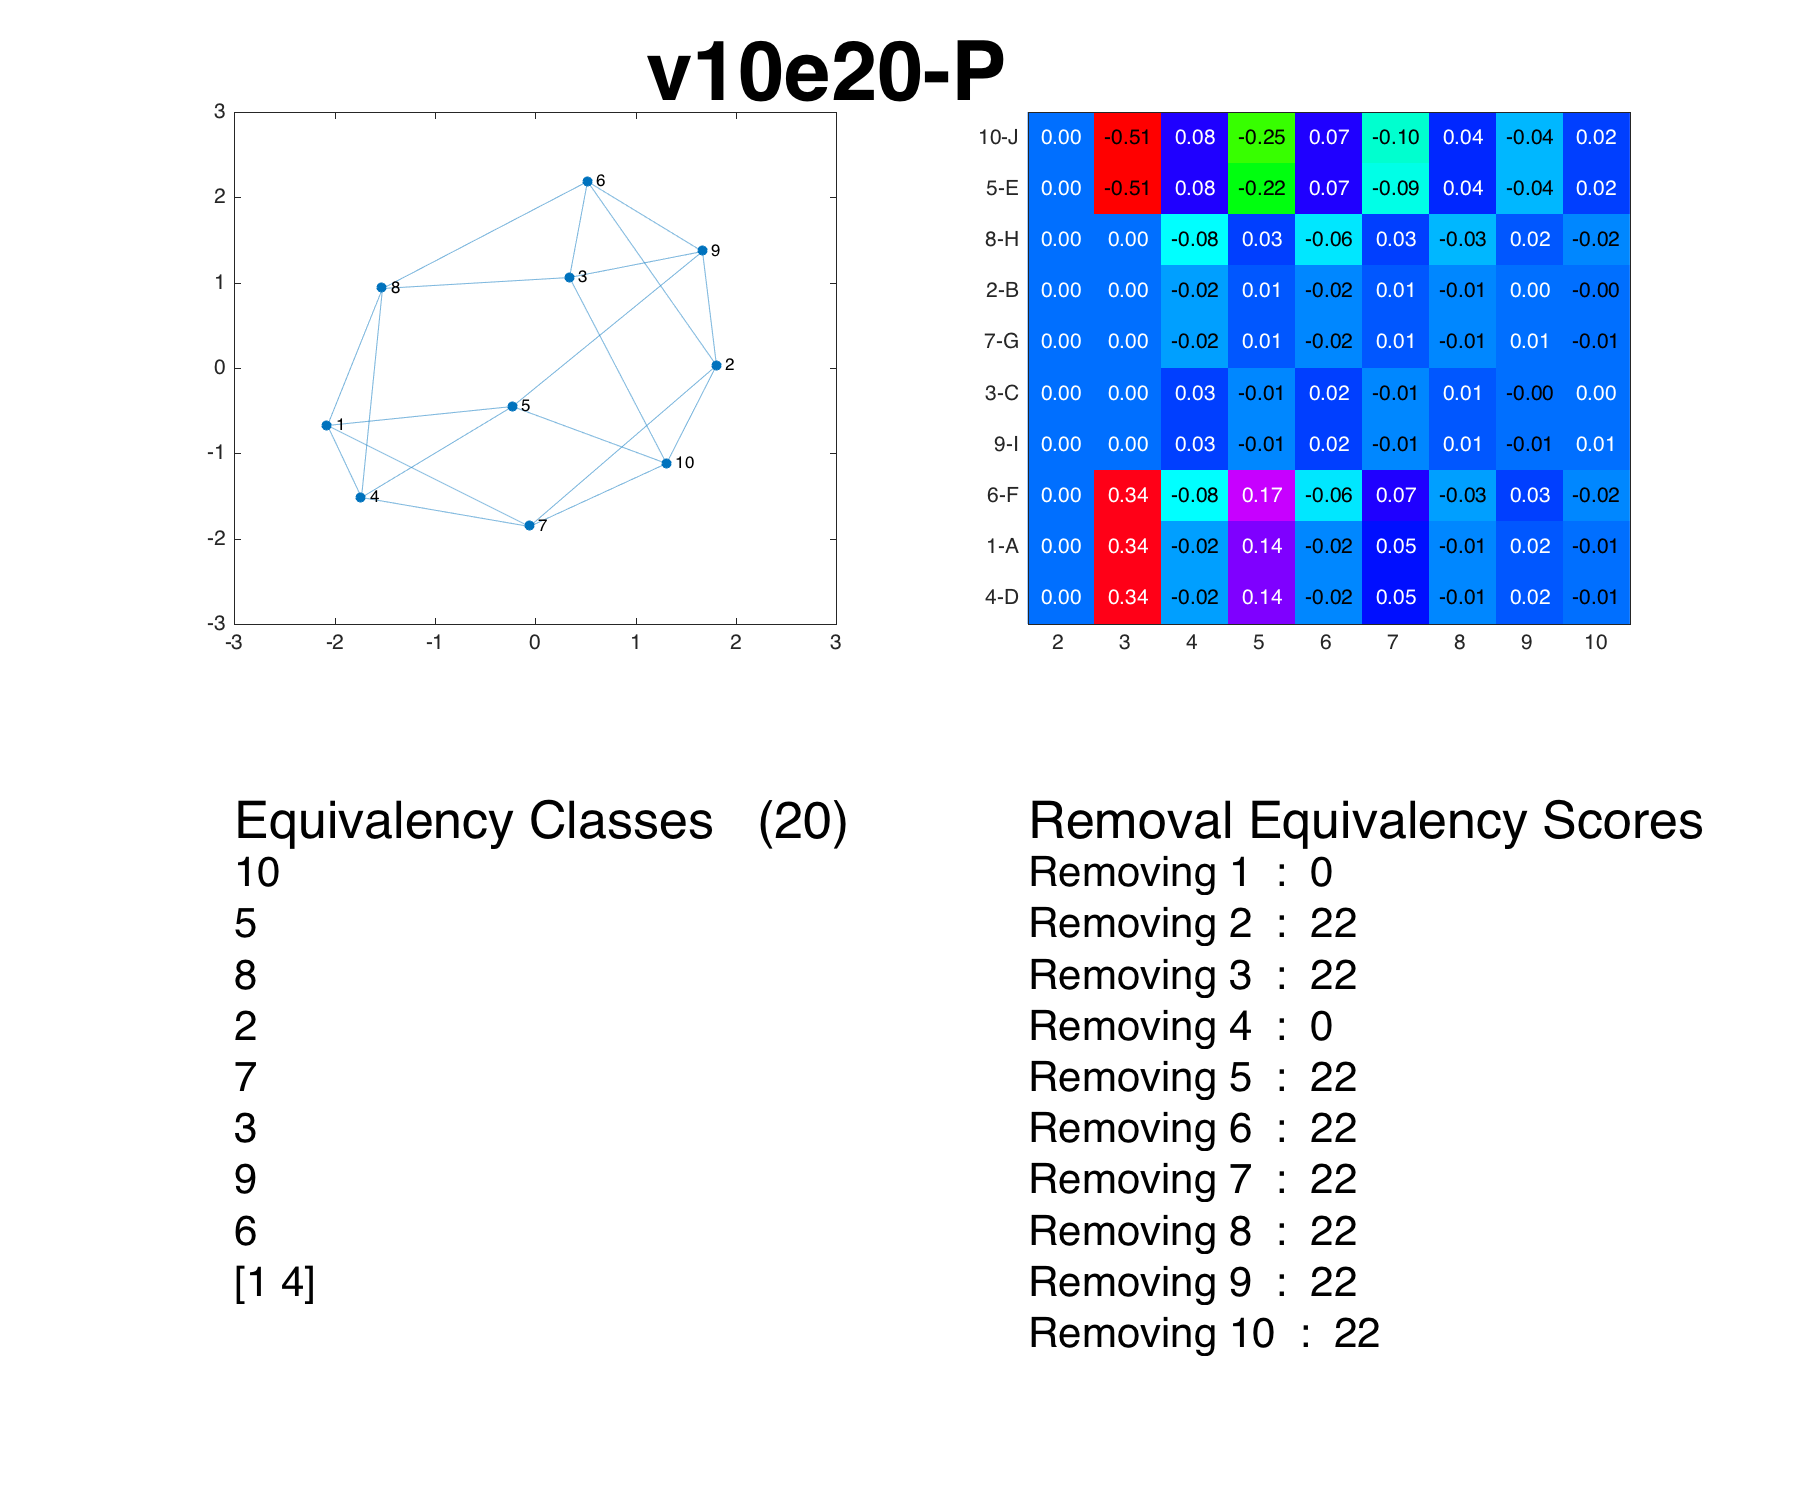 v10e20-P
3
2
1
0
-1
-2
-3
-3 -2 -1 0 1 2 3
6
9
3
8
2
5
1
10
4
7
10-J 0.00 -0.51 0.08 -0.25 0.07 -0.10 0.04 -0.04 0.02
5-E 0.00 -0.51 0.08 -0.22 0.07 -0.09 0.04 -0.04 0.02
8-H 0.00 0.00 -0.08 0.03 -0.06 0.03 -0.03 0.02 -0.02
2-B 0.00 0.00 -0.02 0.01 -0.02 0.01 -0.01 0.00 -0.00
7-G 0.00 0.00 -0.02 0.01 -0.02 0.01 -0.01 0.01 -0.01
3-C 0.00 0.00 0.03 -0.01 0.02 -0.01 0.01 -0.00 0.00
9-I 0.00 0.00 0.03 -0.01 0.02 -0.01 0.01 -0.01 0.01
6-F 0.00 0.34 -0.08 0.17 -0.06 0.07 -0.03 0.03 -0.02
1-A 0.00 0.34 -0.02 0.14 -0.02 0.05 -0.01 0.02 -0.01
4-D 0.00 0.34 -0.02 0.14 -0.02 0.05 -0.01 0.02 -0.01
2 3 4 5 6 7 8 9 10
Equivalency Classes (20)
10
5
8
2
7
3
9
6
[1 4]
Removal Equivalency Scores
Removing 1 : 0
Removing 2 : 22
Removing 3 : 22
Removing 4 : 0
Removing 5 : 22
Removing 6 : 22
Removing 7 : 22
Removing 8 : 22
Removing 9 : 22
Removing 10 : 22